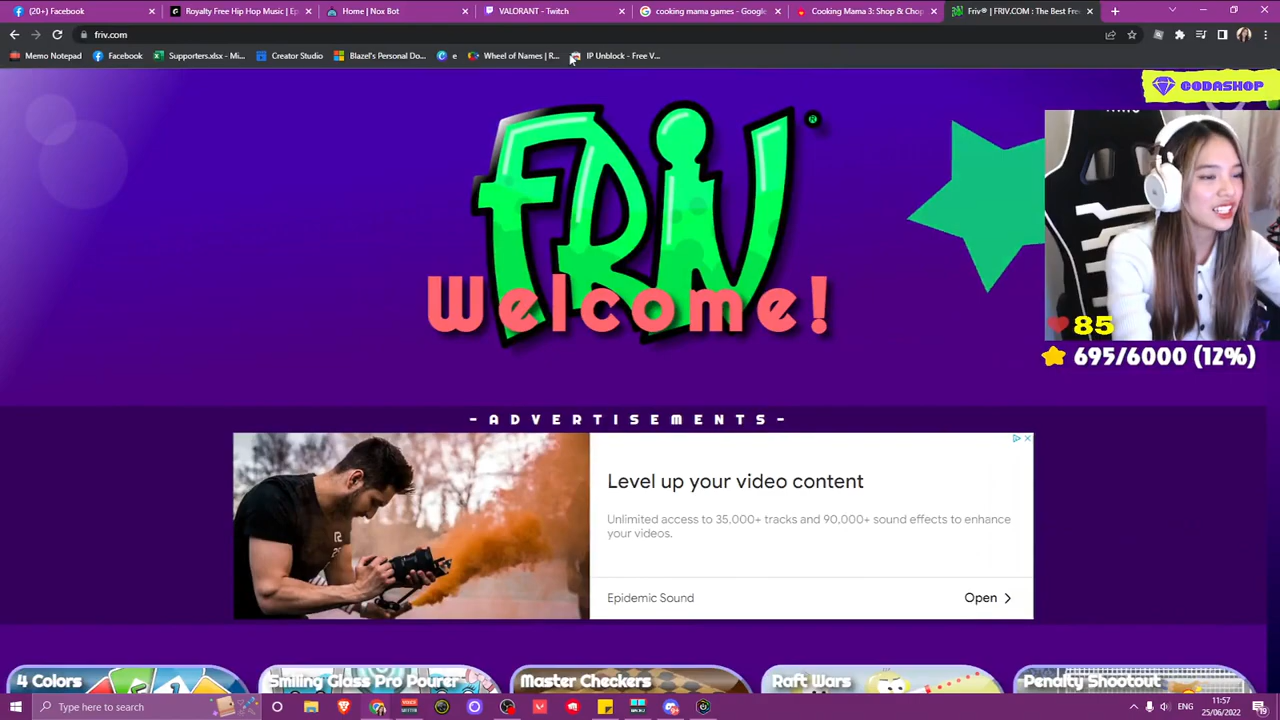 (20+) Facebook
Royalty Free Hip Hop Music | Ep
Home | Nox Bot
VALORANT - Twitch
cooking mama games - Google
Cooking Mama 3: Shop & Chop
Friv® | FRIV.COM : The Best Fre
friv.com
Memo Notepad
Facebook
Supporters.xlsx - Mi...
Creator Studio
Blazel's Personal Do...
e
Wheel of Names | R...
IP Unblock - Free V...
CODASHOP
FRIV
®
Welcome!
85
695/6000 (12%)
-ADVERTISEMENTS-
Level up your video content
Unlimited access to 35.000+ tracks and 90,000+ sound effects to enhance
your videos.
Epidemic Sound
Open
4 Colors
Smiling Glass Pro Pourer
Master Checkers
Raft Wars
Penalty Shootout
Type here to search
ENG
11:57
25/06/2022